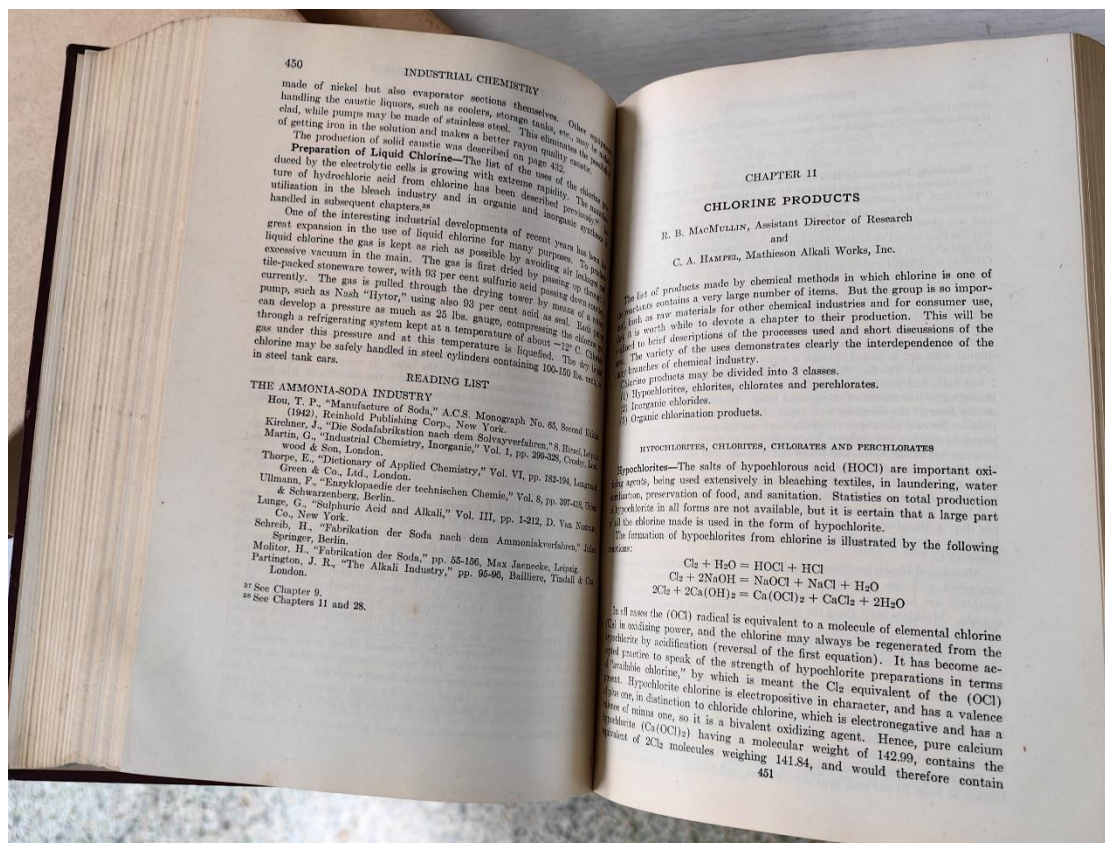 450
INDUSTRIAL CHEMISTRY
made of nickel but also evaporator sections themselves. Other equipment
handling the caustic liquors, such as coolers, storage tanks, etc., may be
clad, while pumps may be made of stainless steel. This eliminates the
of getting iron in the solution and makes a better rayon quality caustic.
The production of solid caustic was described on page 432.
Preparation of Liquid Chlorine—The list of the uses of the chlorine
duced by the electrolytic cells is growing with extreme rapidity. The
ture of hydrochloric acid from chlorine has been described previously.³⁷
utilization in the bleach industry and in organic and inorganic
handled in subsequent chapters.³⁸
One of the interesting industrial developments of recent years has been
great expansion in the use of liquid chlorine for many purposes. To
liquid chlorine the gas is kept as rich as possible by avoiding air leakages
excessive vacuum in the main. The gas is first dried by passing up through
tile-packed stoneware tower, with 93 per cent sulfuric acid passing down
currently. The gas is pulled through the drying tower by means of a
pump, such as Nash "Hytor," using also 93 per cent acid as seal. Each
can develop a pressure as much as 25 lbs. gauge, compressing the chlorine
through a refrigerating system kept at a temperature of about −12° C.
gas under this pressure and at this temperature is liquefied. The dry
chlorine may be safely handled in steel cylinders containing 100-150 lbs.
in steel tank cars.
READING LIST
THE AMMONIA-SODA INDUSTRY
Hou, T. P., "Manufacture of Soda," A.C.S. Monograph No. 65, Second Edition
(1942), Reinhold Publishing Corp., New York.
Kirchner, J., "Die Sodafabrikation nach dem Solvayverfahren," S. Hirzel, Leipzig.
Martin, G., "Industrial Chemistry, Inorganic," Vol. 1, pp. 290-328, Crosby,
wood & Son, London.
Thorpe, E., "Dictionary of Applied Chemistry," Vol. VI, pp. 182-194, Longmans
Green & Co., Ltd., London.
Ullmann, F., "Enzyklopaedie der technischen Chemie," Vol. 8, pp. 397-418,
& Schwarzenberg, Berlin.
Lunge, G., "Sulphuric Acid and Alkali," Vol. III, pp. 1-212, D. Van
Co., New York.
Schreib, H., "Fabrikation der Soda nach dem Ammoniakverfahren,"
Springer, Berlin.
Molitor, H., "Fabrikation der Soda," pp. 55-156, Max Jaenecke, Leipzig.
Partington, J. R., "The Alkali Industry," pp. 95-96, Bailliere, Tindall & Co.
London.
³⁷ See Chapter 9.
³⁸ See Chapters 11 and 28.
CHAPTER 11
CHLORINE PRODUCTS
R. B. MacMullin, Assistant Director of Research
and
C. A. Hampel, Mathieson Alkali Works, Inc.
The list of products made by chemical methods in which chlorine is one of
contains a very large number of items. But the group is so impor-
both as raw materials for other chemical industries and for consumer use,
it is worth while to devote a chapter to their production. This will be
to brief descriptions of the processes used and short discussions of the
The variety of the uses demonstrates clearly the interdependence of the
branches of chemical industry.
Chlorine products may be divided into 3 classes.
(1) Hypochlorites, chlorites, chlorates and perchlorates.
(2) Inorganic chlorides.
(3) Organic chlorination products.
HYPOCHLORITES, CHLORITES, CHLORATES AND PERCHLORATES
Hypochlorites—The salts of hypochlorous acid (HOCl) are important oxi-
agents, being used extensively in bleaching textiles, in laundering, water
preservation of food, and sanitation. Statistics on total production
hypochlorite in all forms are not available, but it is certain that a large part
all the chlorine made is used in the form of hypochlorite.
The formation of hypochlorites from chlorine is illustrated by the following
Cl₂ + H₂O = HOCl + HCl
Cl₂ + 2NaOH = NaOCl + NaCl + H₂O
2Cl₂ + 2Ca(OH)₂ = Ca(OCl)₂ + CaCl₂ + 2H₂O
In all cases the (OCl) radical is equivalent to a molecule of elemental chlorine
in oxidizing power, and the chlorine may always be regenerated from the
hypochlorite by acidification (reversal of the first equation). It has become ac-
practice to speak of the strength of hypochlorite preparations in terms
"available chlorine," by which is meant the Cl₂ equivalent of the (OCl)
Hypochlorite chlorine is electropositive in character, and has a valence
plus one, in distinction to chloride chlorine, which is electronegative and has a
of minus one, so it is a bivalent oxidizing agent. Hence, pure calcium
hypochlorite (Ca(OCl)₂) having a molecular weight of 142.99, contains the
equivalent of 2Cl₂ molecules weighing 141.84, and would therefore contain
451